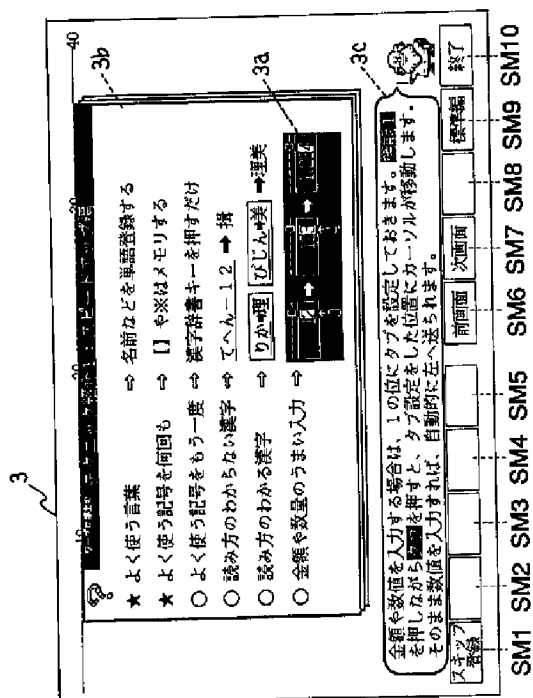 3
40
3b
★ よく使う言葉 ⇨ 名前などを単語登録する
★ よく使う記号を何回も ⇨ 【】や※はメモリする
○ よく使う記号をもう一度 ⇨ 漢字辞書キーを押すだけ
○ 読み方のわからない漢字 ⇨ てへん－12 ➡ 揖
○ 読み方のわかる漢字 ⇨ りか➡理 びじん➡美 ➡理美
○ 金額や数量のうまい入力 ⇨
3a
3c
金額や数値を入力する場合は、1の位にタブを設定しておきます。
を押しながら を押すと、タブ設定をした位置にカーソルが移動します。
そのまま数値を入力すれば、自動的に左へ送られます。
スキップ登録 前画面 次画面 標準編 終了
SM1 SM2 SM3 SM4 SM5 SM6 SM7 SM8 SM9 SM10